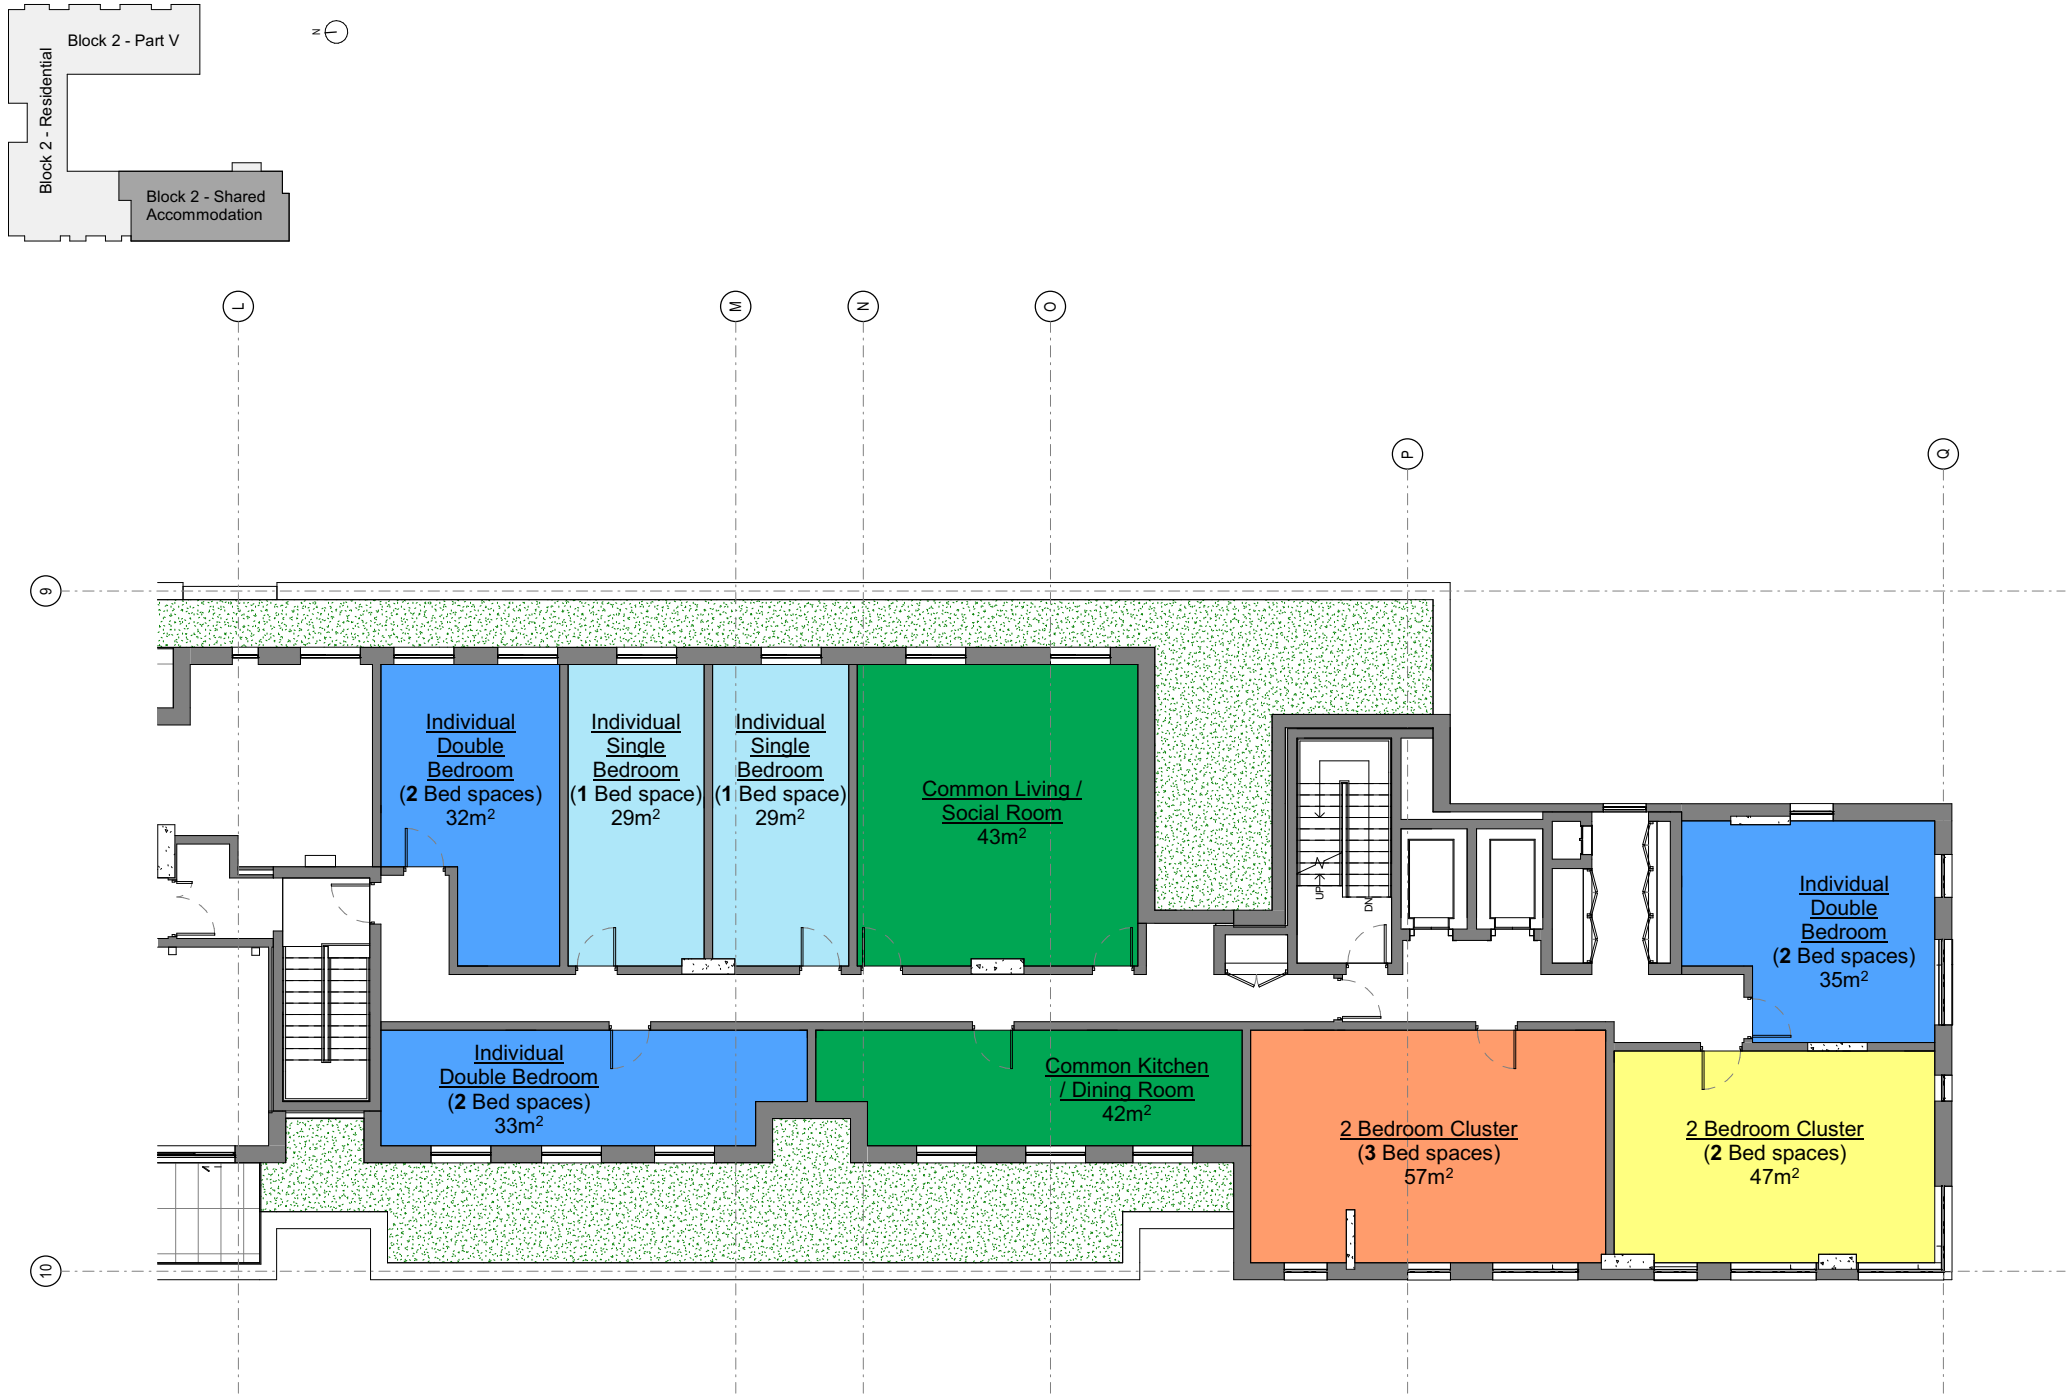 Block 2 - Part V
Block 2 - Residential
N
Block 2 - Shared
Accommodation
L
M
N
O
P
Q
9
10
Individual
Double
Bedroom
(2 Bed spaces)
32m²
Individual
Single
Bedroom
(1 Bed space)
29m²
Individual
Single
Bedroom
(1 Bed space)
29m²
Common Living /
Social Room
43m²
UP
DN
Individual
Double
Bedroom
(2 Bed spaces)
35m²
Individual
Double Bedroom
(2 Bed spaces)
33m²
Common Kitchen
/ Dining Room
42m²
2 Bedroom Cluster
(3 Bed spaces)
57m²
2 Bedroom Cluster
(2 Bed spaces)
47m²